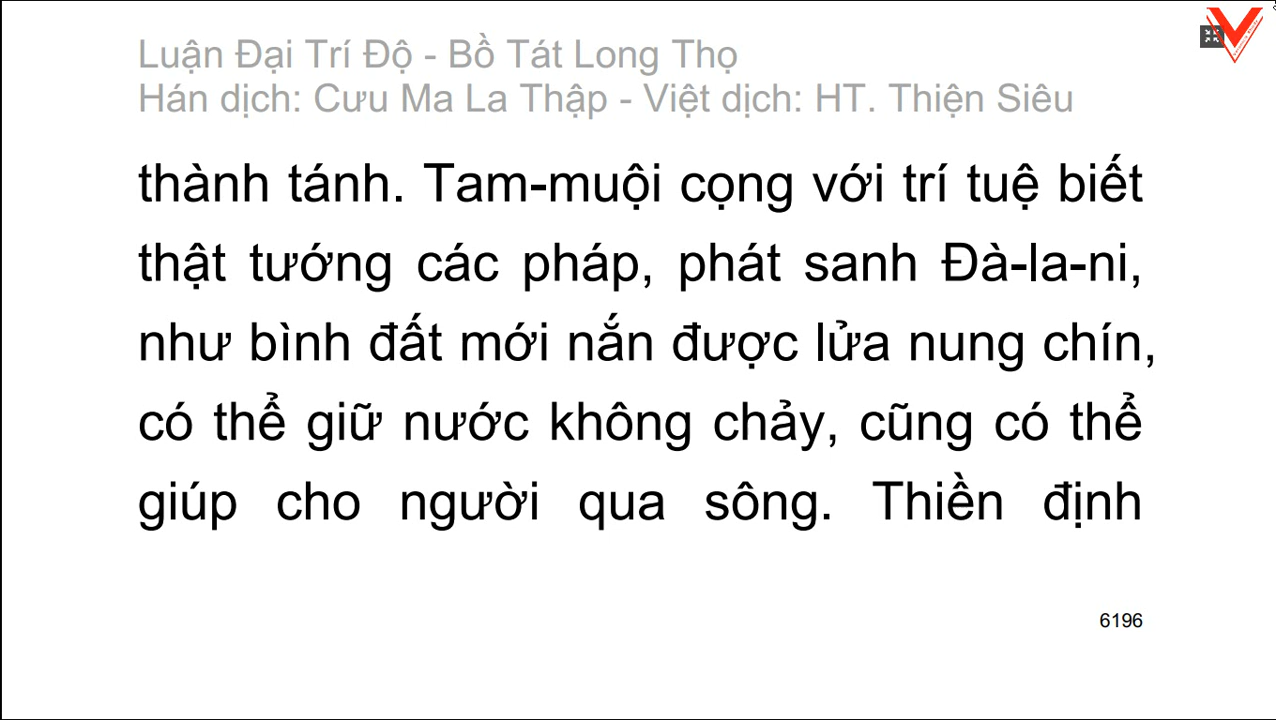 Luận Đại Trí Độ - Bồ Tát Long Thọ
Hán dịch: Cưu Ma La Thập - Việt dịch: HT. Thiện Siêu
thành tánh. Tam-muội cọng với trí tuệ biết
thật tướng các pháp, phát sanh Đà-la-ni,
như bình đất mới nắn được lửa nung chín,
có thể giữ nước không chảy, cũng có thể
giúp cho người qua sông. Thiền định
6196